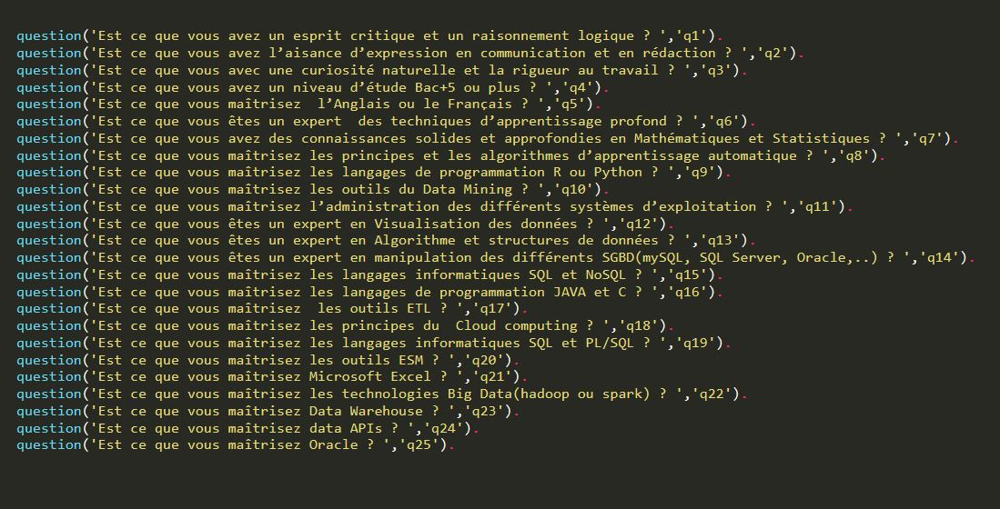 question('Est ce que vous avez un esprit critique et un raisonnement logique ? ','q1').
question('Est ce que vous avez l’aisance d’expression en communication et en rédaction ? ','q2').
question('Est ce que vous avec une curiosité naturelle et la rigueur au travail ? ','q3').
question('Est ce que vous avez un niveau d’étude Bac+5 ou plus ? ','q4').
question('Est ce que vous maîtrisez  l’Anglais ou le Français ? ','q5').
question('Est ce que vous êtes un expert  des techniques d’apprentissage profond ? ','q6').
question('Est ce que vous avez des connaissances solides et approfondies en Mathématiques et Statistiques ? ','q7').
question('Est ce que vous maîtrisez les principes et les algorithmes d’apprentissage automatique ? ','q8').
question('Est ce que vous maîtrisez les langages de programmation R ou Python ? ','q9').
question('Est ce que vous maîtrisez les outils du Data Mining ? ','q10').
question('Est ce que vous maîtrisez l’administration des différents systèmes d’exploitation ? ','q11').
question('Est ce que vous êtes un expert en Visualisation des données ? ','q12').
question('Est ce que vous êtes un expert en Algorithme et structures de données ? ','q13').
question('Est ce que vous êtes un expert en manipulation des différents SGBD(mySQL, SQL Server, Oracle,..) ? ','q14').
question('Est ce que vous maîtrisez les langages informatiques SQL et NoSQL ? ','q15').
question('Est ce que vous maîtrisez les langages de programmation JAVA et C ? ','q16').
question('Est ce que vous maîtrisez  les outils ETL ? ','q17').
question('Est ce que vous maîtrisez les principes du  Cloud computing ? ','q18').
question('Est ce que vous maîtrisez les langages informatiques SQL et PL/SQL ? ','q19').
question('Est ce que vous maîtrisez les outils ESM ? ','q20').
question('Est ce que vous maîtrisez Microsoft Excel ? ','q21').
question('Est ce que vous maîtrisez les technologies Big Data(hadoop ou spark) ? ','q22').
question('Est ce que vous maîtrisez Data Warehouse ? ','q23').
question('Est ce que vous maîtrisez data APIs ? ','q24').
question('Est ce que vous maîtrisez Oracle ? ','q25').